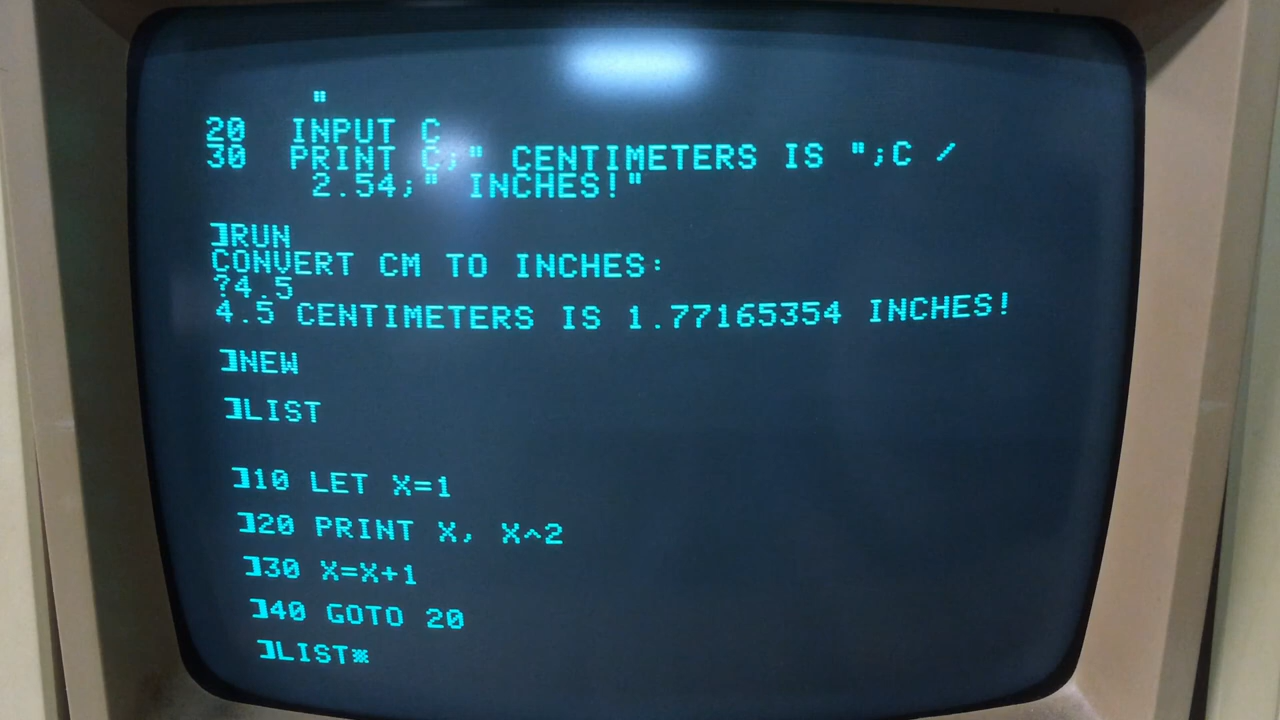 "
20  INPUT C
30  PRINT C;" CENTIMETERS IS ";C /
2.54;" INCHES!"
]RUN
CONVERT CM TO INCHES:
?4.5
4.5 CENTIMETERS IS 1.77165354 INCHES!
]NEW
]LIST
]10 LET X=1
]20 PRINT X, X^2
]30 X=X+1
]40 GOTO 20
]LIST